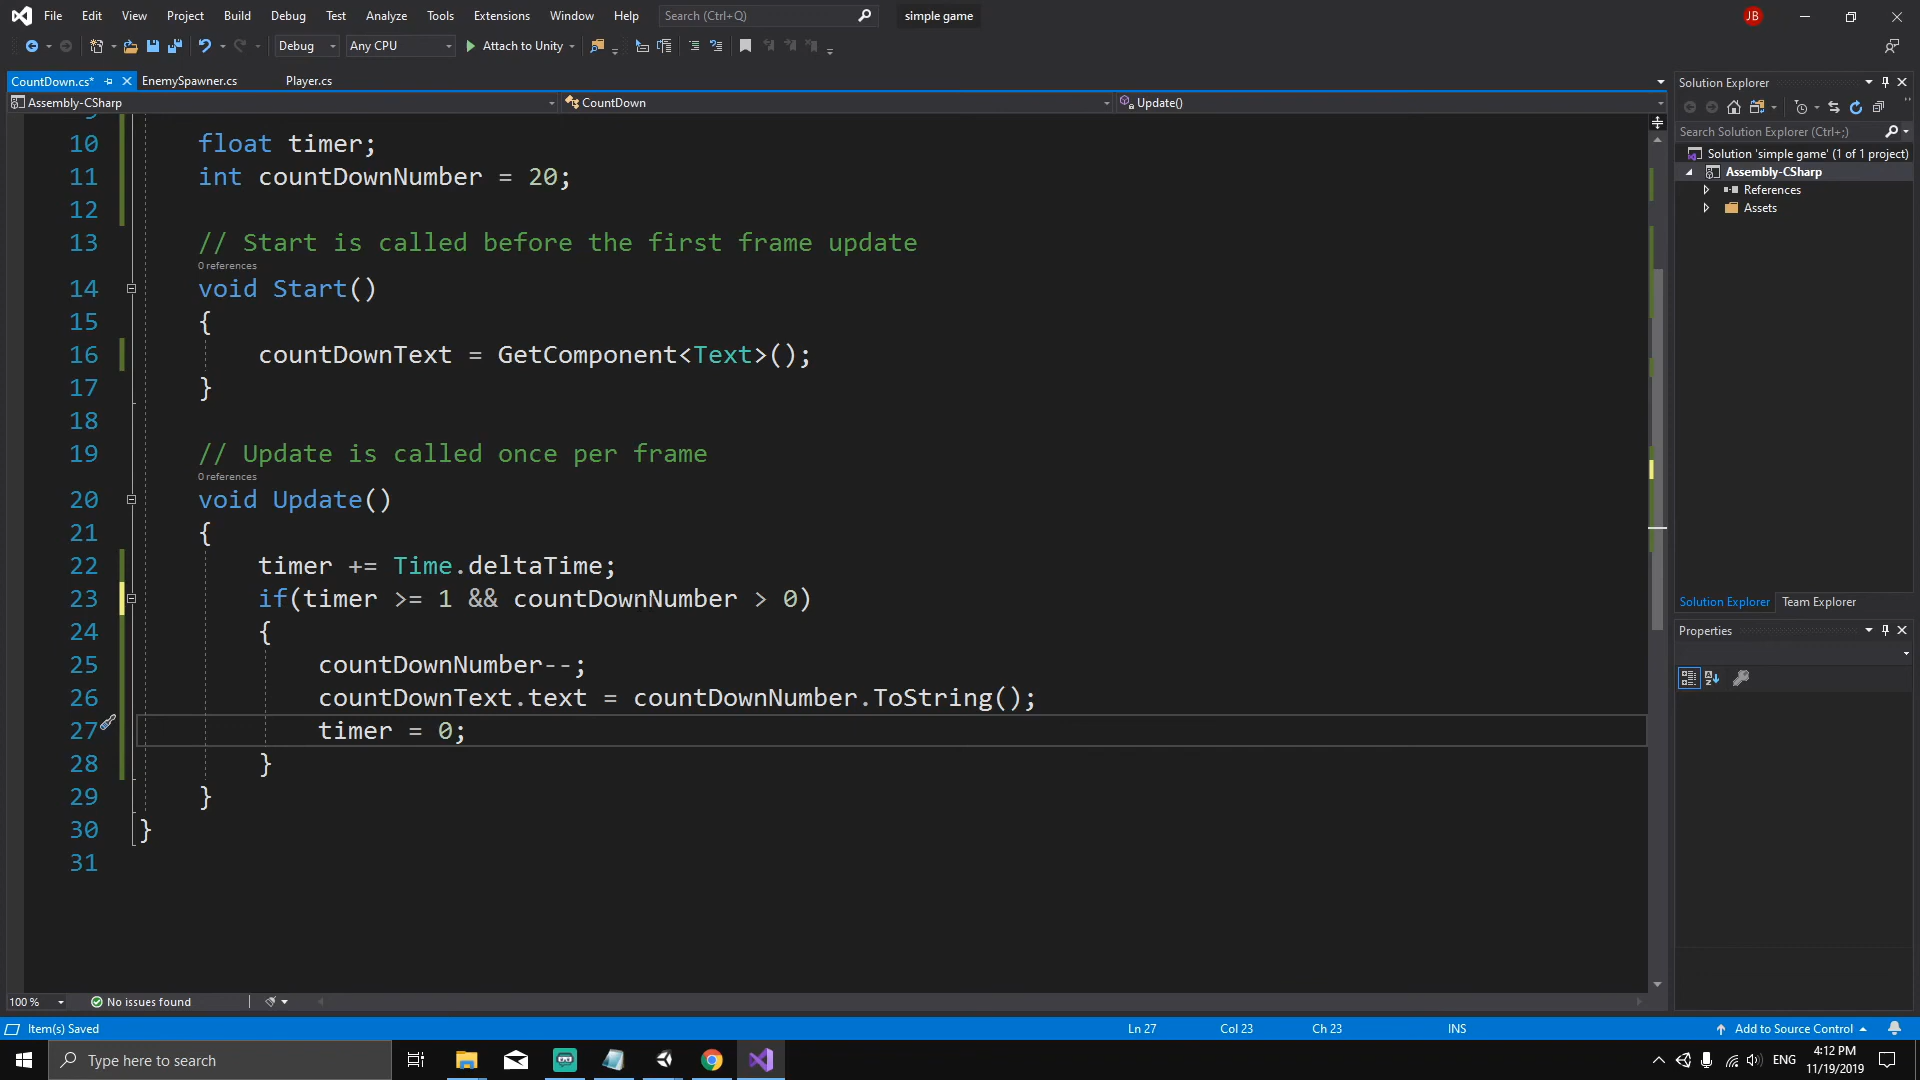 File Edit View Project Build Debug Test Analyze Tools Extensions Window Help Search (Ctrl+Q) simple game JB
Debug Any CPU Attach to Unity
CountDown.cs* EnemySpawner.cs Player.cs
Assembly-CSharp CountDown Update()
10 float timer;
11 int countDownNumber = 20;
12
13 // Start is called before the first frame update
0 references
14 void Start()
15 {
16 countDownText = GetComponent<Text>();
17 }
18
19 // Update is called once per frame
0 references
20 void Update()
21 {
22 timer += Time.deltaTime;
23 if(timer >= 1 && countDownNumber > 0)
24 {
25 countDownNumber--;
26 countDownText.text = countDownNumber.ToString();
27 timer = 0;
28 }
29 }
30 }
31
100 % No issues found
Item(s) Saved Ln 27 Col 23 Ch 23 INS Add to Source Control
Solution Explorer
Search Solution Explorer (Ctrl+;)
Solution 'simple game' (1 of 1 project)
Assembly-CSharp
References
Assets
Solution Explorer Team Explorer
Properties
Type here to search
ENG
4:12 PM
11/19/2019